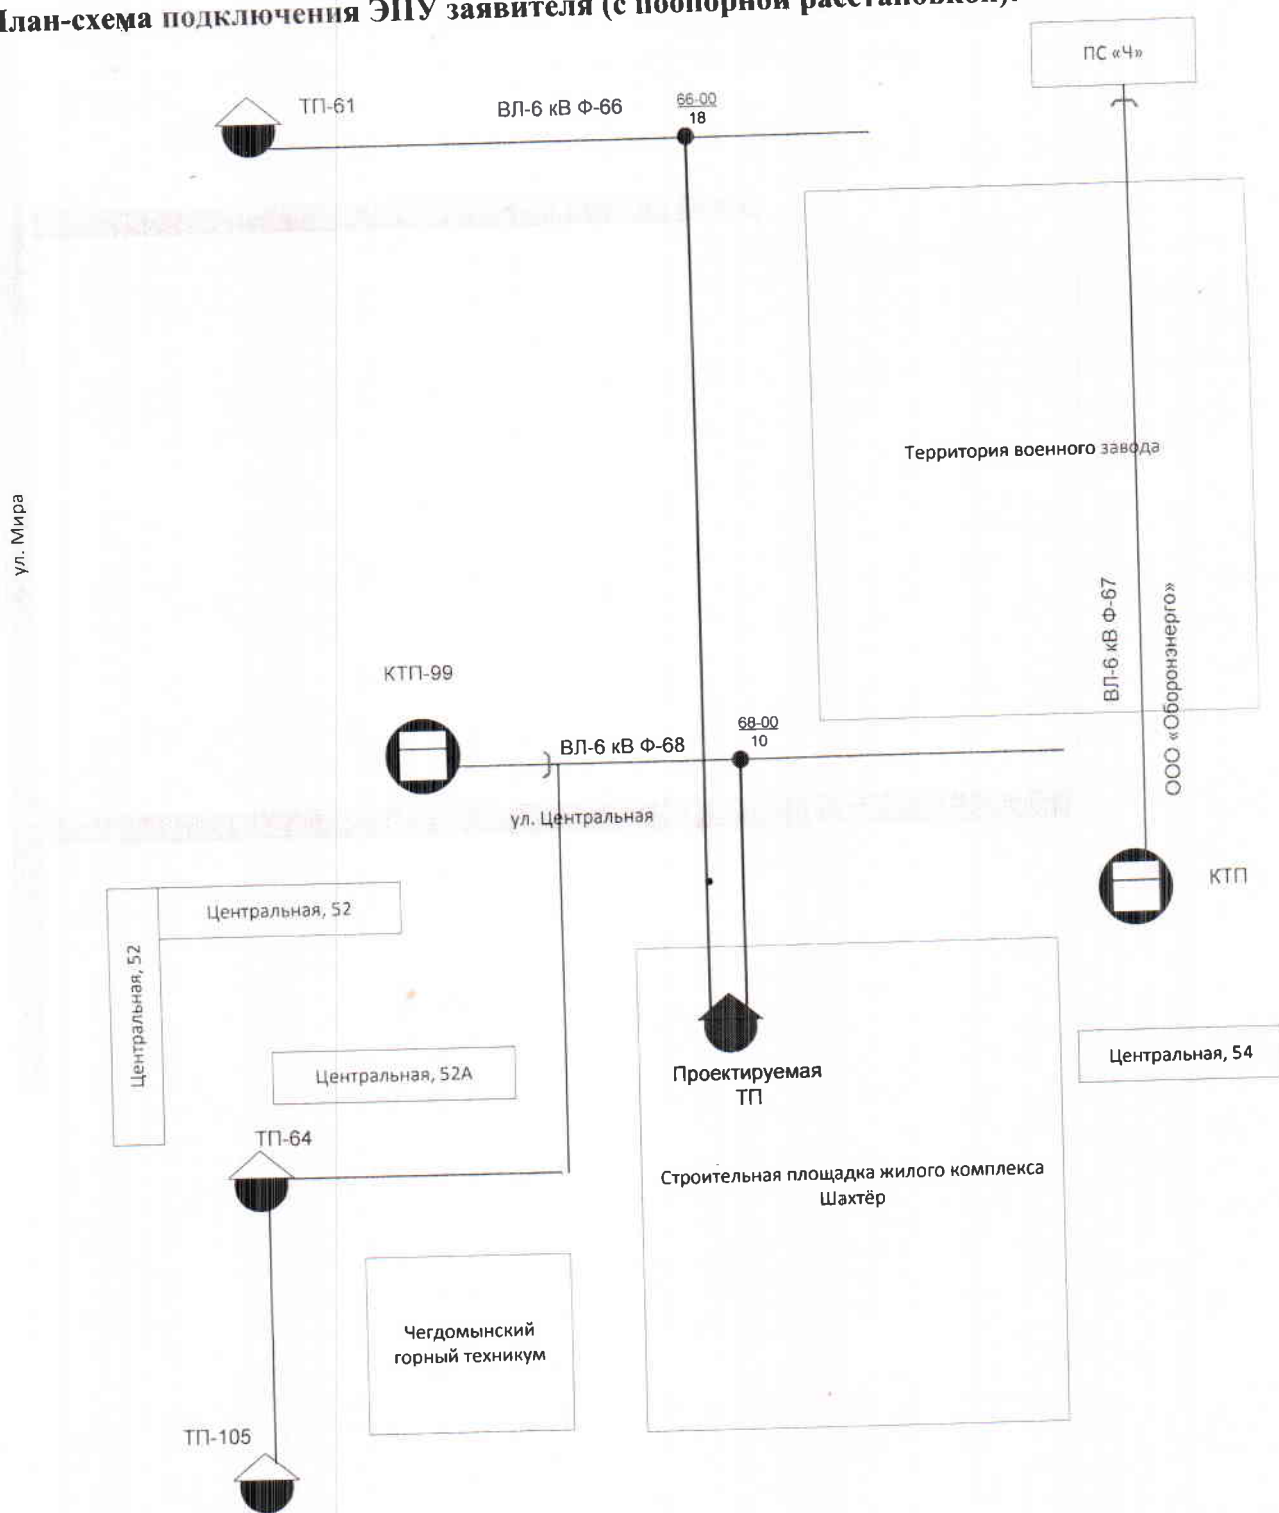 План-схема подключения ЭПУ заявителя (с поопорной расстановкой).
ПС «Ч»
ТП-61
ВЛ-6 кВ Ф-66
66-00
18
Территория военного завода
ул. Мира
ВЛ-6 кВ Ф-67
ООО «Оборонэнерго»
КТП-99
ВЛ-6 кВ Ф-68
68-00
10
ул. Центральная
КТП
Центральная, 52
Центральная, 52
Центральная, 52А
Центральная, 54
Проектируемая
ТП
ТП-64
Строительная площадка жилого комплекса
Шахтёр
Чегдомынский
горный техникум
ТП-105